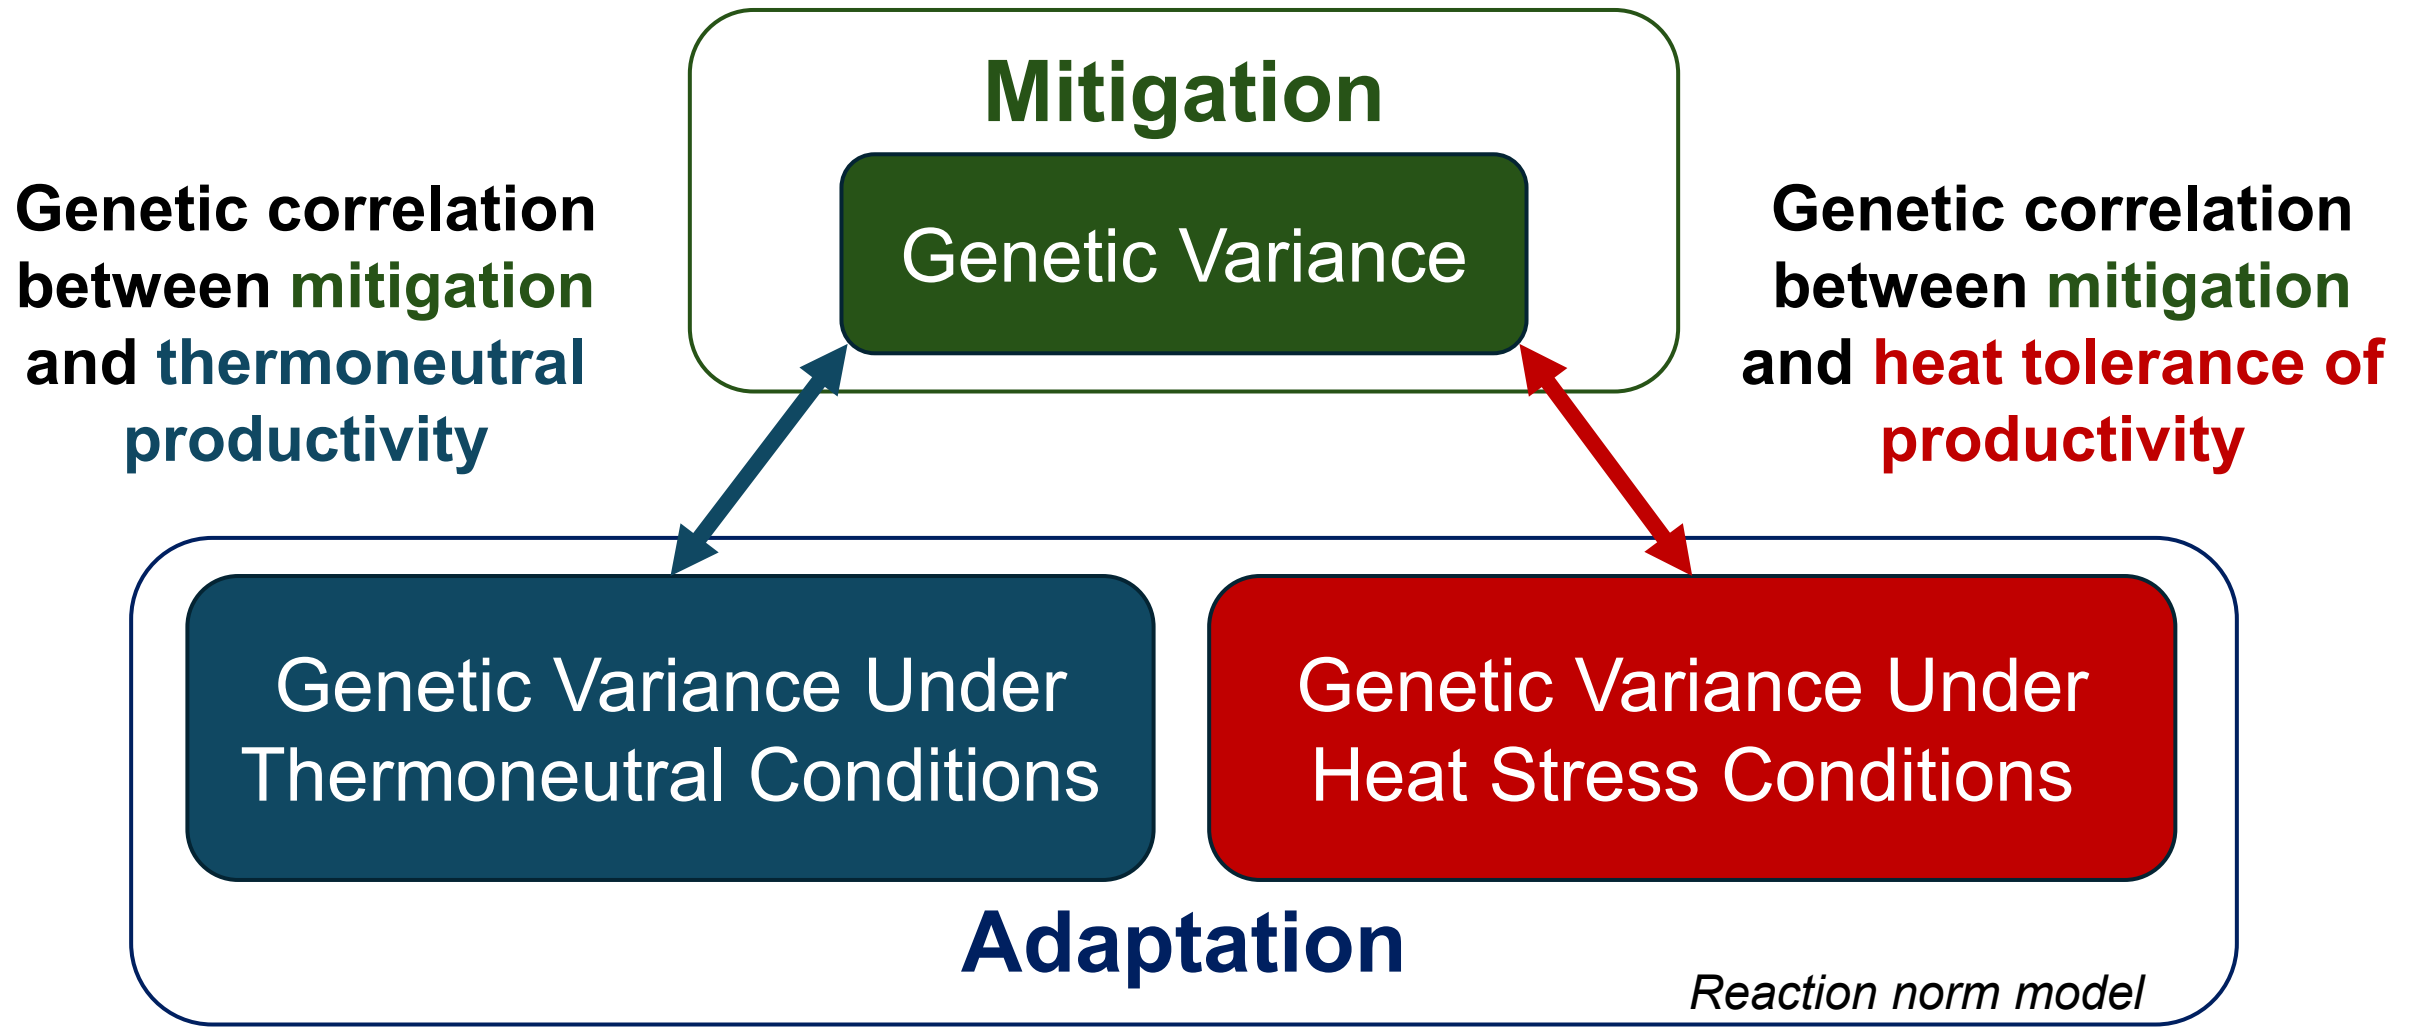 Mitigation
Genetic Variance
Genetic correlation
between mitigation
and thermoneutral
productivity
Genetic correlation
between mitigation
and heat tolerance of
productivity
Genetic Variance Under
Thermoneutral Conditions
Genetic Variance Under
Heat Stress Conditions
Adaptation
Reaction norm model